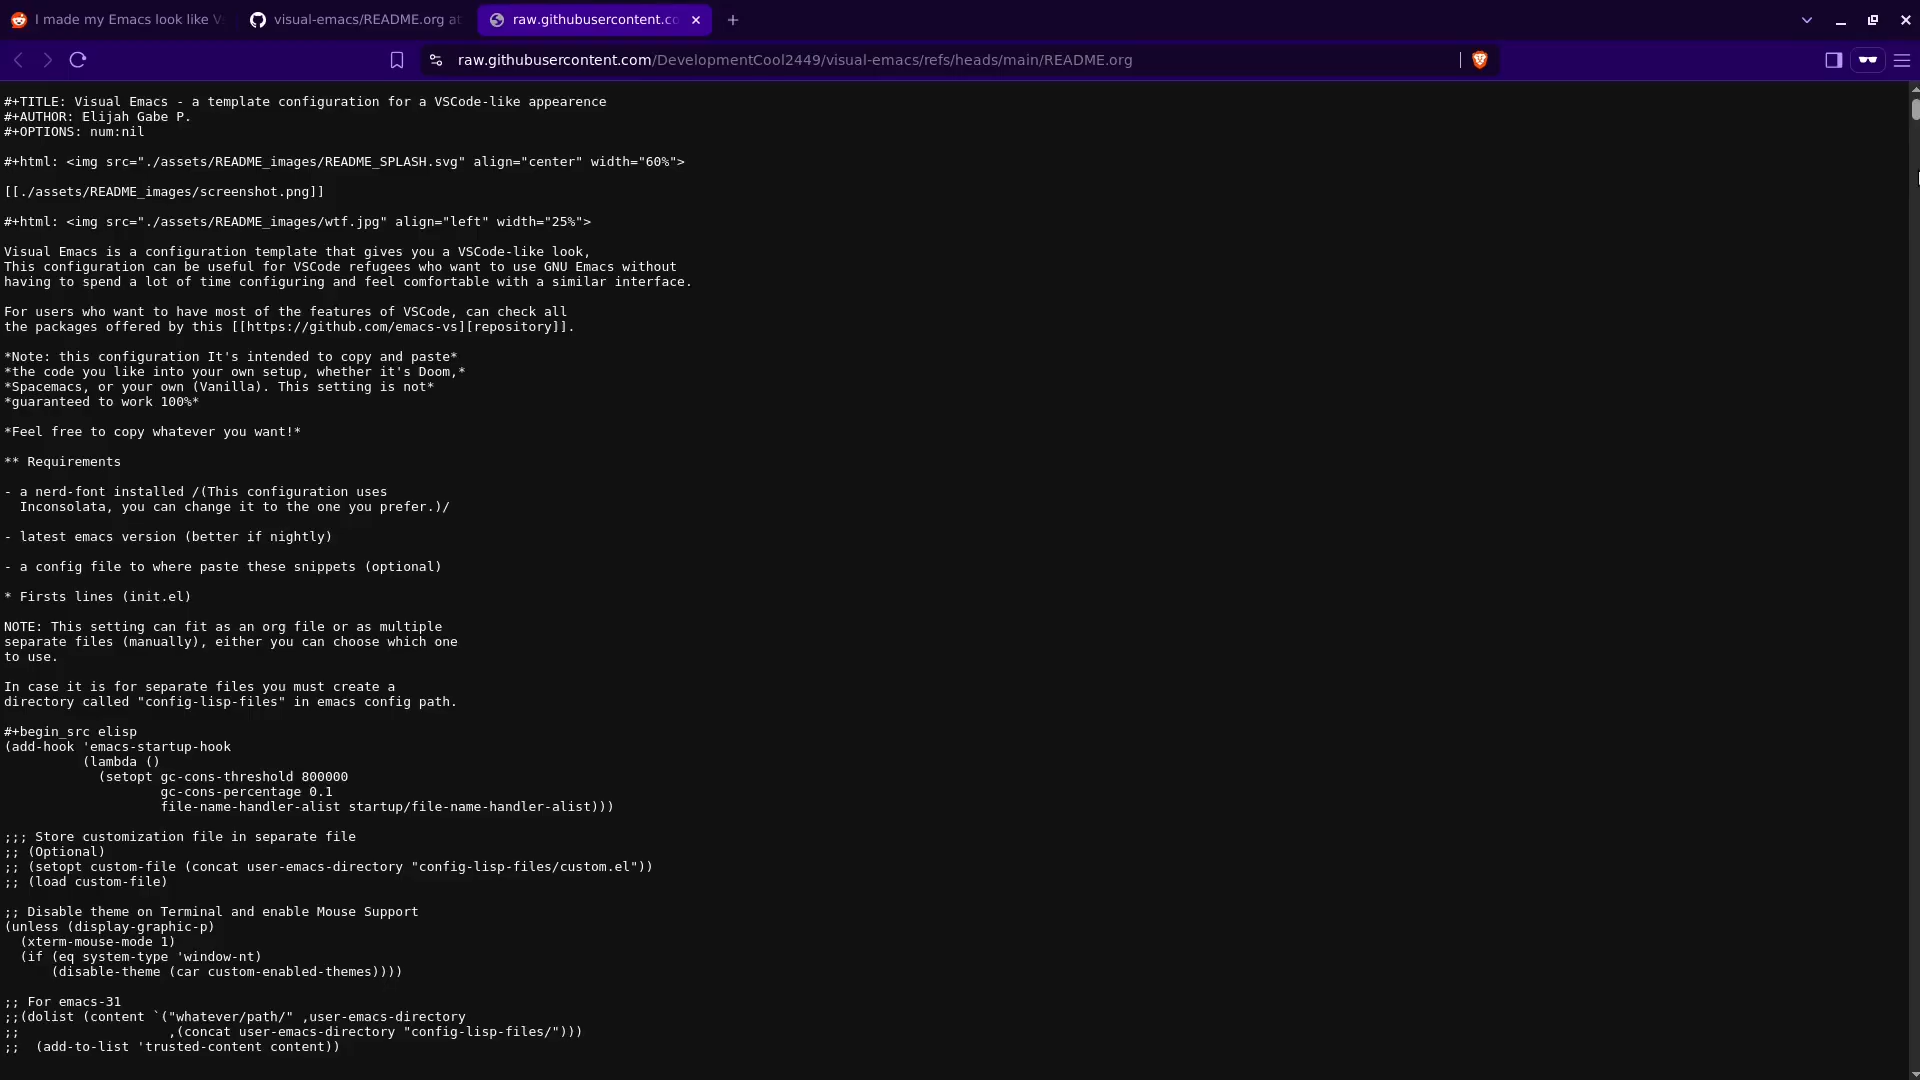 I made my Emacs look like V
visual-emacs/README.org at
raw.githubusercontent.co
raw.githubusercontent.com/DevelopmentCool2449/visual-emacs/refs/heads/main/README.org
#+TITLE: Visual Emacs - a template configuration for a VSCode-like appearence
#+AUTHOR: Elijah Gabe P.
#+OPTIONS: num:nil
#+html: <img src="./assets/README_images/README_SPLASH.svg" align="center" width="60%">
[[./assets/README_images/screenshot.png]]
#+html: <img src="./assets/README_images/wtf.jpg" align="left" width="25%">
Visual Emacs is a configuration template that gives you a VSCode-like look,
This configuration can be useful for VSCode refugees who want to use GNU Emacs without
having to spend a lot of time configuring and feel comfortable with a similar interface.
For users who want to have most of the features of VSCode, can check all
the packages offered by this [[https://github.com/emacs-vs][repository]].
*Note: this configuration It's intended to copy and paste*
*the code you like into your own setup, whether it's Doom,*
*Spacemacs, or your own (Vanilla). This setting is not*
*guaranteed to work 100%*
*Feel free to copy whatever you want!*
** Requirements
- a nerd-font installed /(This configuration uses
  Inconsolata, you can change it to the one you prefer.)/
- latest emacs version (better if nightly)
- a config file to where paste these snippets (optional)
* Firsts lines (init.el)
NOTE: This setting can fit as an org file or as multiple
separate files (manually), either you can choose which one
to use.
In case it is for separate files you must create a
directory called "config-lisp-files" in emacs config path.
#+begin_src elisp
(add-hook 'emacs-startup-hook
          (lambda ()
            (setopt gc-cons-threshold 800000
                    gc-cons-percentage 0.1
                    file-name-handler-alist startup/file-name-handler-alist)))
;;; Store customization file in separate file
;; (Optional)
;; (setopt custom-file (concat user-emacs-directory "config-lisp-files/custom.el"))
;; (load custom-file)
;; Disable theme on Terminal and enable Mouse Support
(unless (display-graphic-p)
  (xterm-mouse-mode 1)
  (if (eq system-type 'window-nt)
      (disable-theme (car custom-enabled-themes))))
;; For emacs-31
;;(dolist (content `("whatever/path/" ,user-emacs-directory
;;                   ,(concat user-emacs-directory "config-lisp-files/")))
;;  (add-to-list 'trusted-content content))